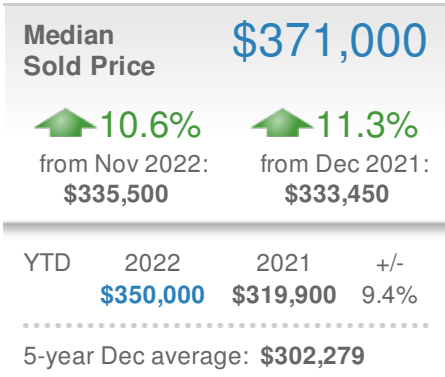 Median $371,000
Sold Price
10.6% 11.3%
from Nov 2022: from Dec 2021:
$335,500 $333,450
YTD 2022 2021 +/-
$350,000 $319,900 9.4%
5-year Dec average: $302,279